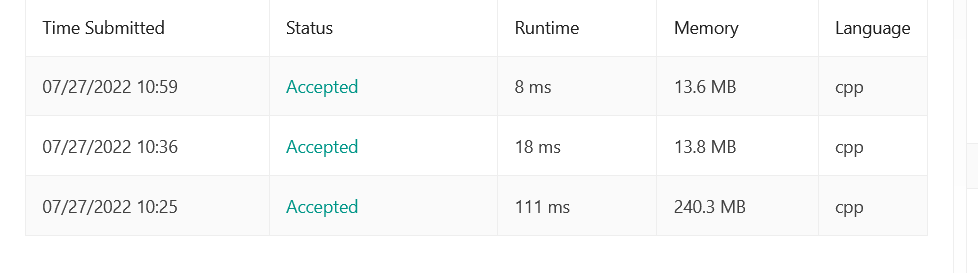 Time Submitted Status Runtime Memory Language
07/27/2022 10:59 Accepted 8 ms 13.6 MB cpp
07/27/2022 10:36 Accepted 18 ms 13.8 MB cpp
07/27/2022 10:25 Accepted 111 ms 240.3 MB cpp